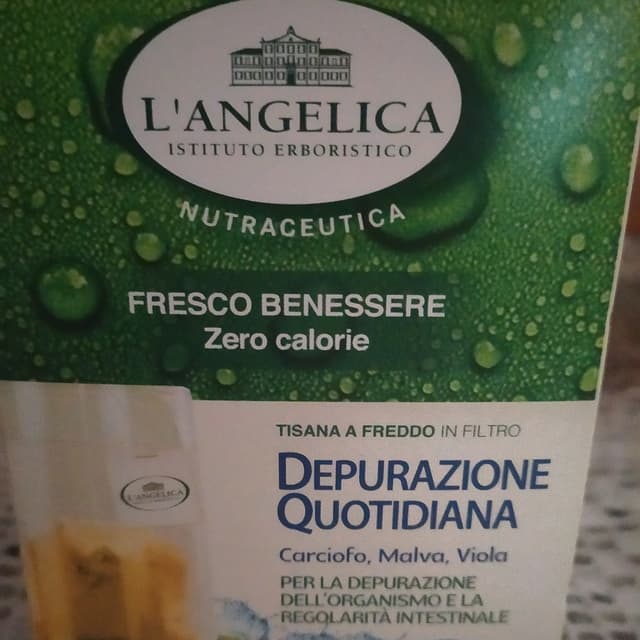 L'ANGELICA
ISTITUTO ERBORISTICO
NUTRACEUTICA
FRESCO BENESSERE
Zero calorie
TISANA A FREDDO IN FILTRO
DEPURAZIONE
QUOTIDIANA
L'ANGELICA
Carciofo, Malva, Viola
PER LA DEPURAZIONE
DELL'ORGANISMO E LA
REGOLARITÀ INTESTINALE